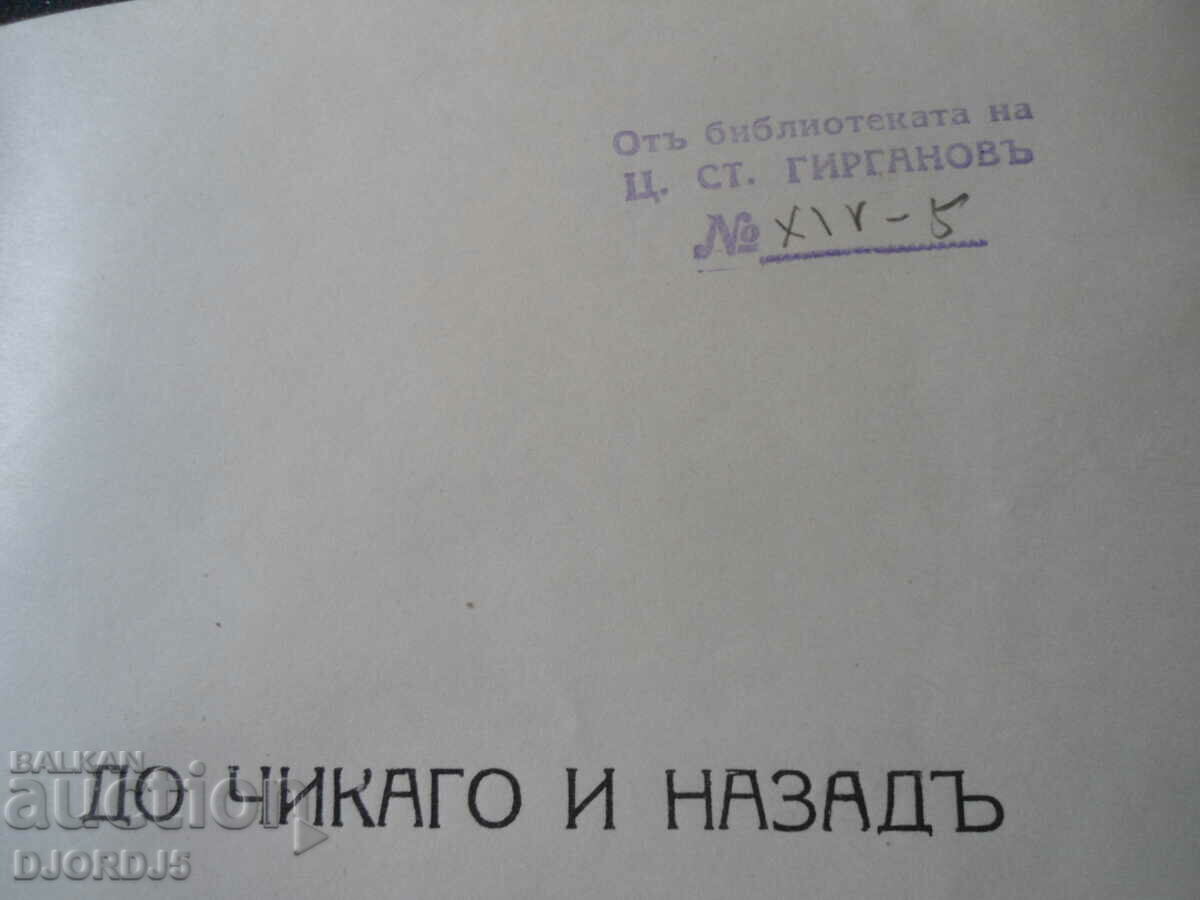 Отъ библиотеката на
Ц. СТ. ГИРГАНОВЪ
№ XIV-5
ДО ЧИКАГО И НАЗАДЪ
BALKAN
auction
DJORDJ5